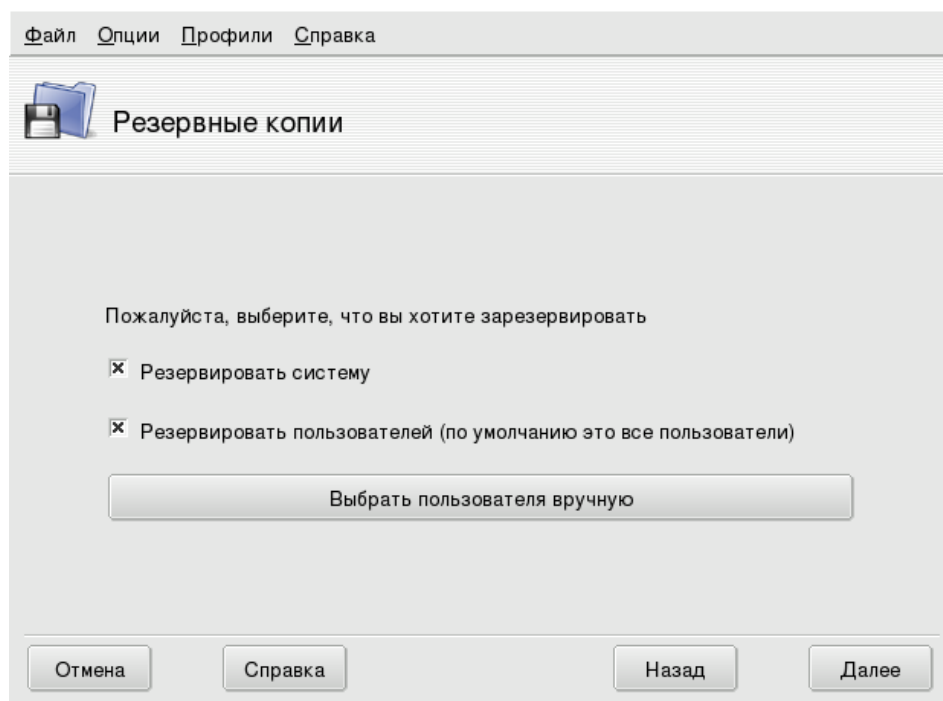 Файл Опции Профили Справка
Резервные копии
Пожалуйста, выберите, что вы хотите зарезервировать
Резервировать систему
Резервировать пользователей (по умолчанию это все пользователи)
Выбрать пользователя вручную
Отмена Справка Назад Далее